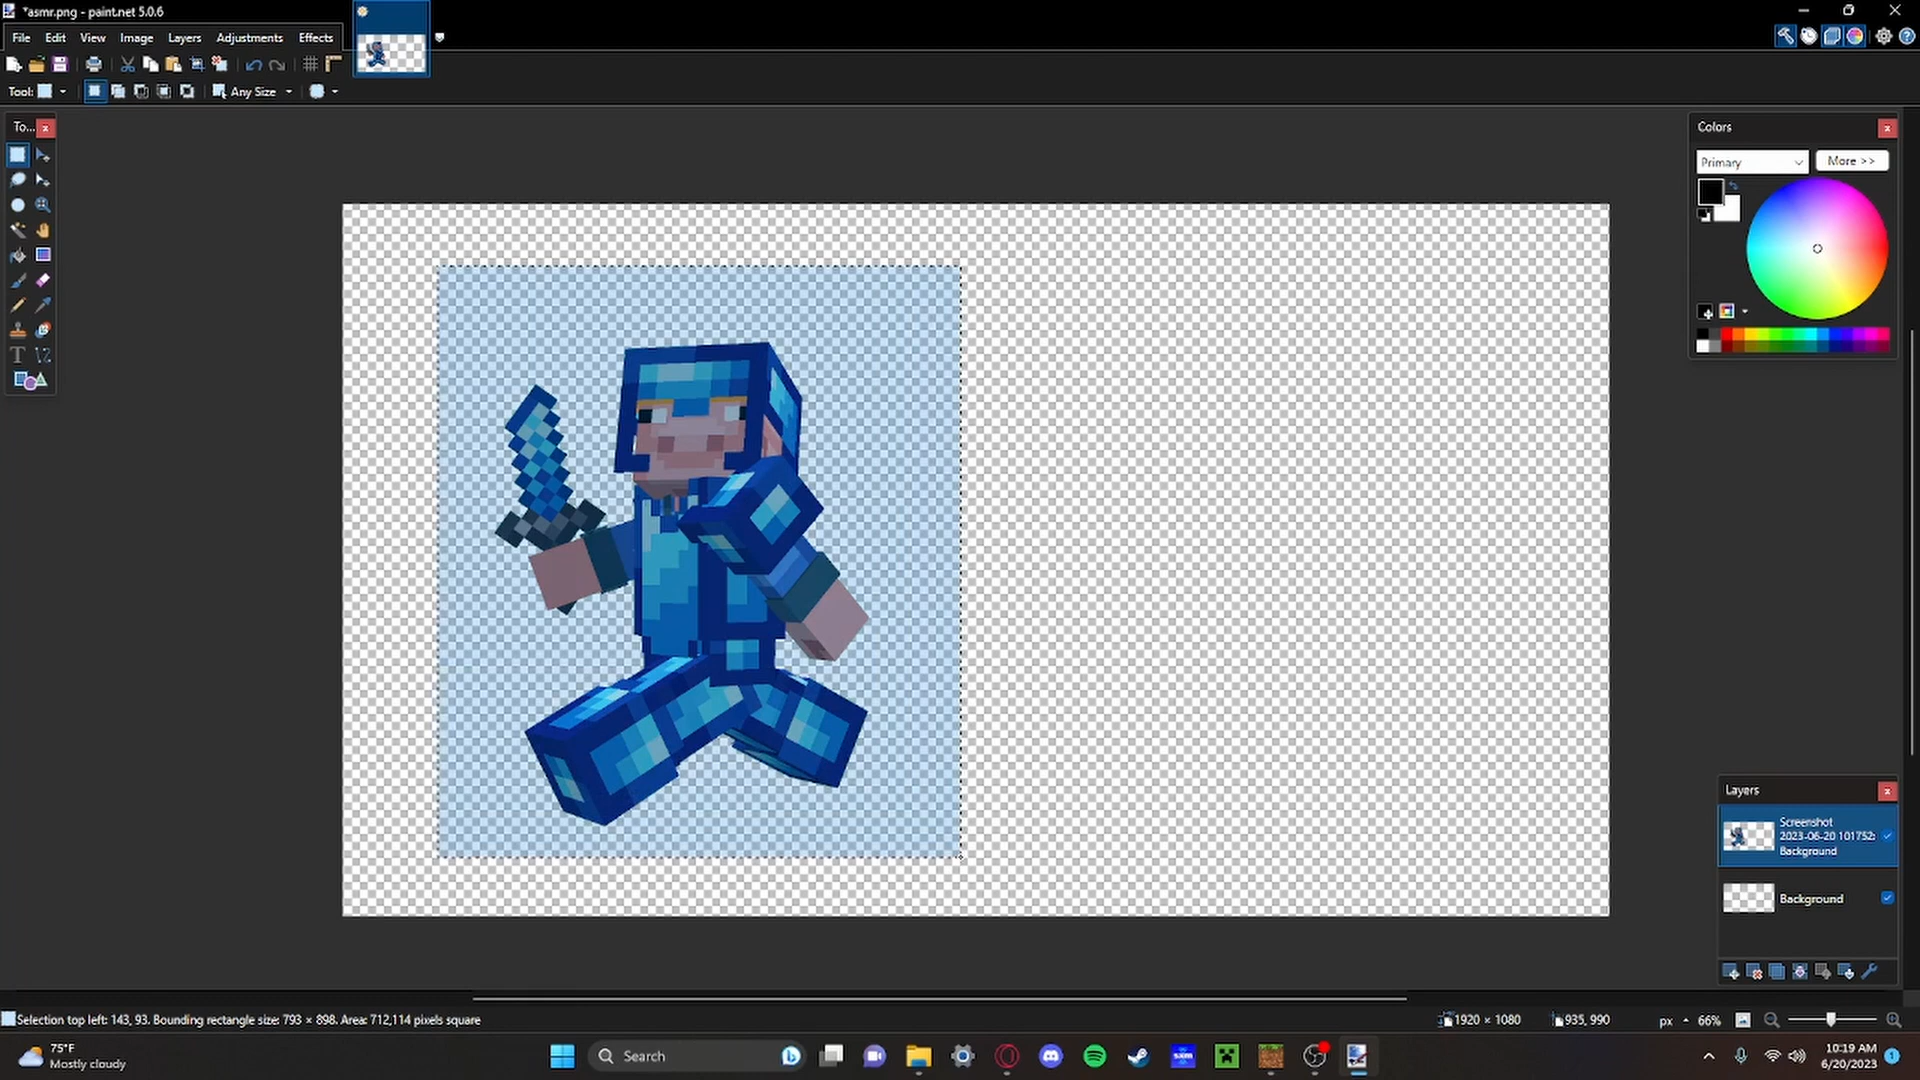 *asmr.png - paint.net 5.0.6
File Edit View Image Layers Adjustments Effects
Tool: Any Size
To...
Colors
Primary More >>
Layers
Screenshot
2023-06-20 101752:
Background
Background
Selection top left: 143, 93. Bounding rectangle size: 793 × 898. Area: 712,114 pixels square
1920 × 1080 935, 990 px 66%
75°F
Mostly cloudy
Search
sxm
10:19 AM
6/20/2023
1